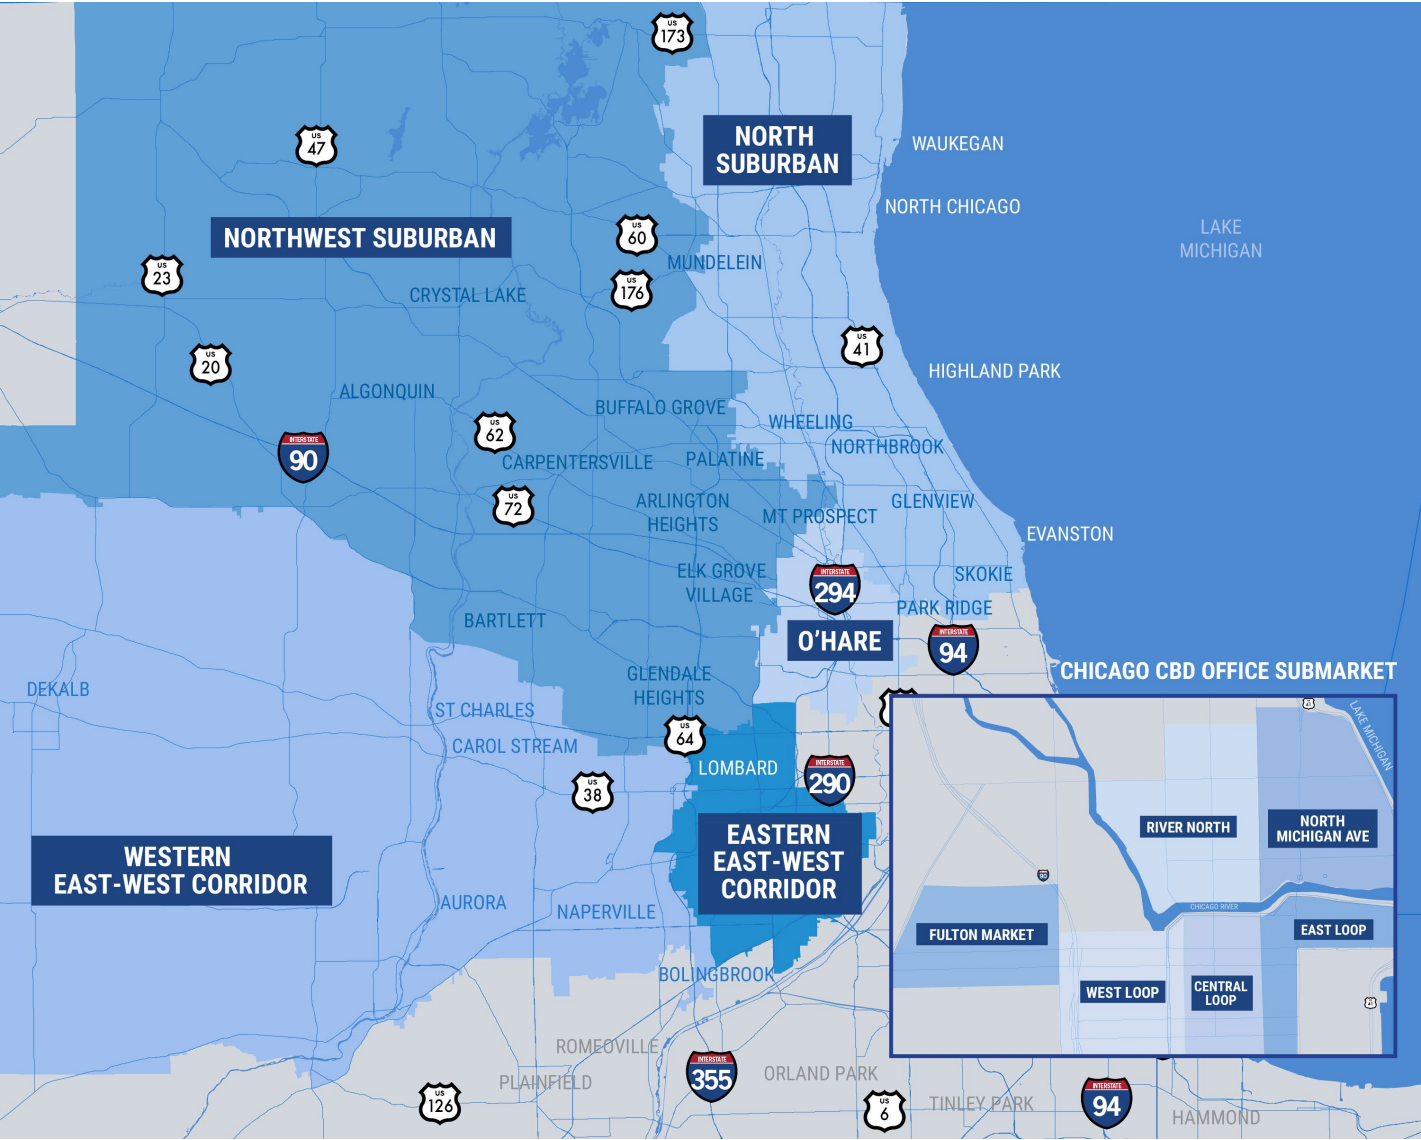 US
173
NORTH
SUBURBAN
WAUKEGAN
US
47
NORTH CHICAGO
NORTHWEST SUBURBAN
US
60
LAKE
MICHIGAN
MUNDELEIN
US
23
US
176
CRYSTAL LAKE
US
41
US
20
HIGHLAND PARK
ALGONQUIN
BUFFALO GROVE
WHEELING
US
62
NORTHBROOK
INTERSTATE
90
CARPENTERSVILLE
PALATINE
US
72
ARLINGTON
HEIGHTS
MT PROSPECT
GLENVIEW
EVANSTON
ELK GROVE
VILLAGE
INTERSTATE
294
SKOKIE
PARK RIDGE
BARTLETT
O'HARE
INTERSTATE
94
CHICAGO CBD OFFICE SUBMARKET
GLENDALE
HEIGHTS
DEKALB
ST CHARLES
US
64
CAROL STREAM
LOMBARD
INTERSTATE
290
US
38
LAKE MICHIGAN
RIVER NORTH
NORTH
MICHIGAN AVE
EASTERN
EAST-WEST
CORRIDOR
WESTERN
EAST-WEST CORRIDOR
90
AURORA
NAPERVILLE
CHICAGO RIVER
FULTON MARKET
EAST LOOP
BOLINGBROOK
WEST LOOP
CENTRAL
LOOP
ROMEOVILLE
INTERSTATE
355
ORLAND PARK
PLAINFIELD
US
126
US
6
TINLEY PARK
INTERSTATE
94
HAMMOND